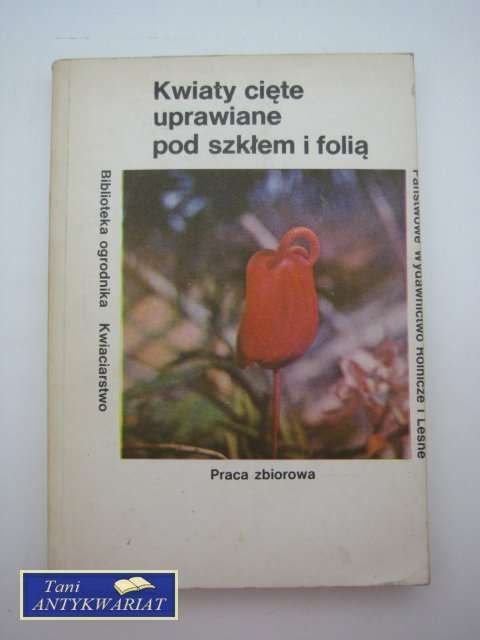 Kwiaty cięte
uprawiane
pod szkłem i folią
Biblioteka ogrodnika Kwiaciarstwo
Państwowe Wydawnictwo Rolnicze i Leśne
Praca zbiorowa
Tani
ANTYKWARIAT